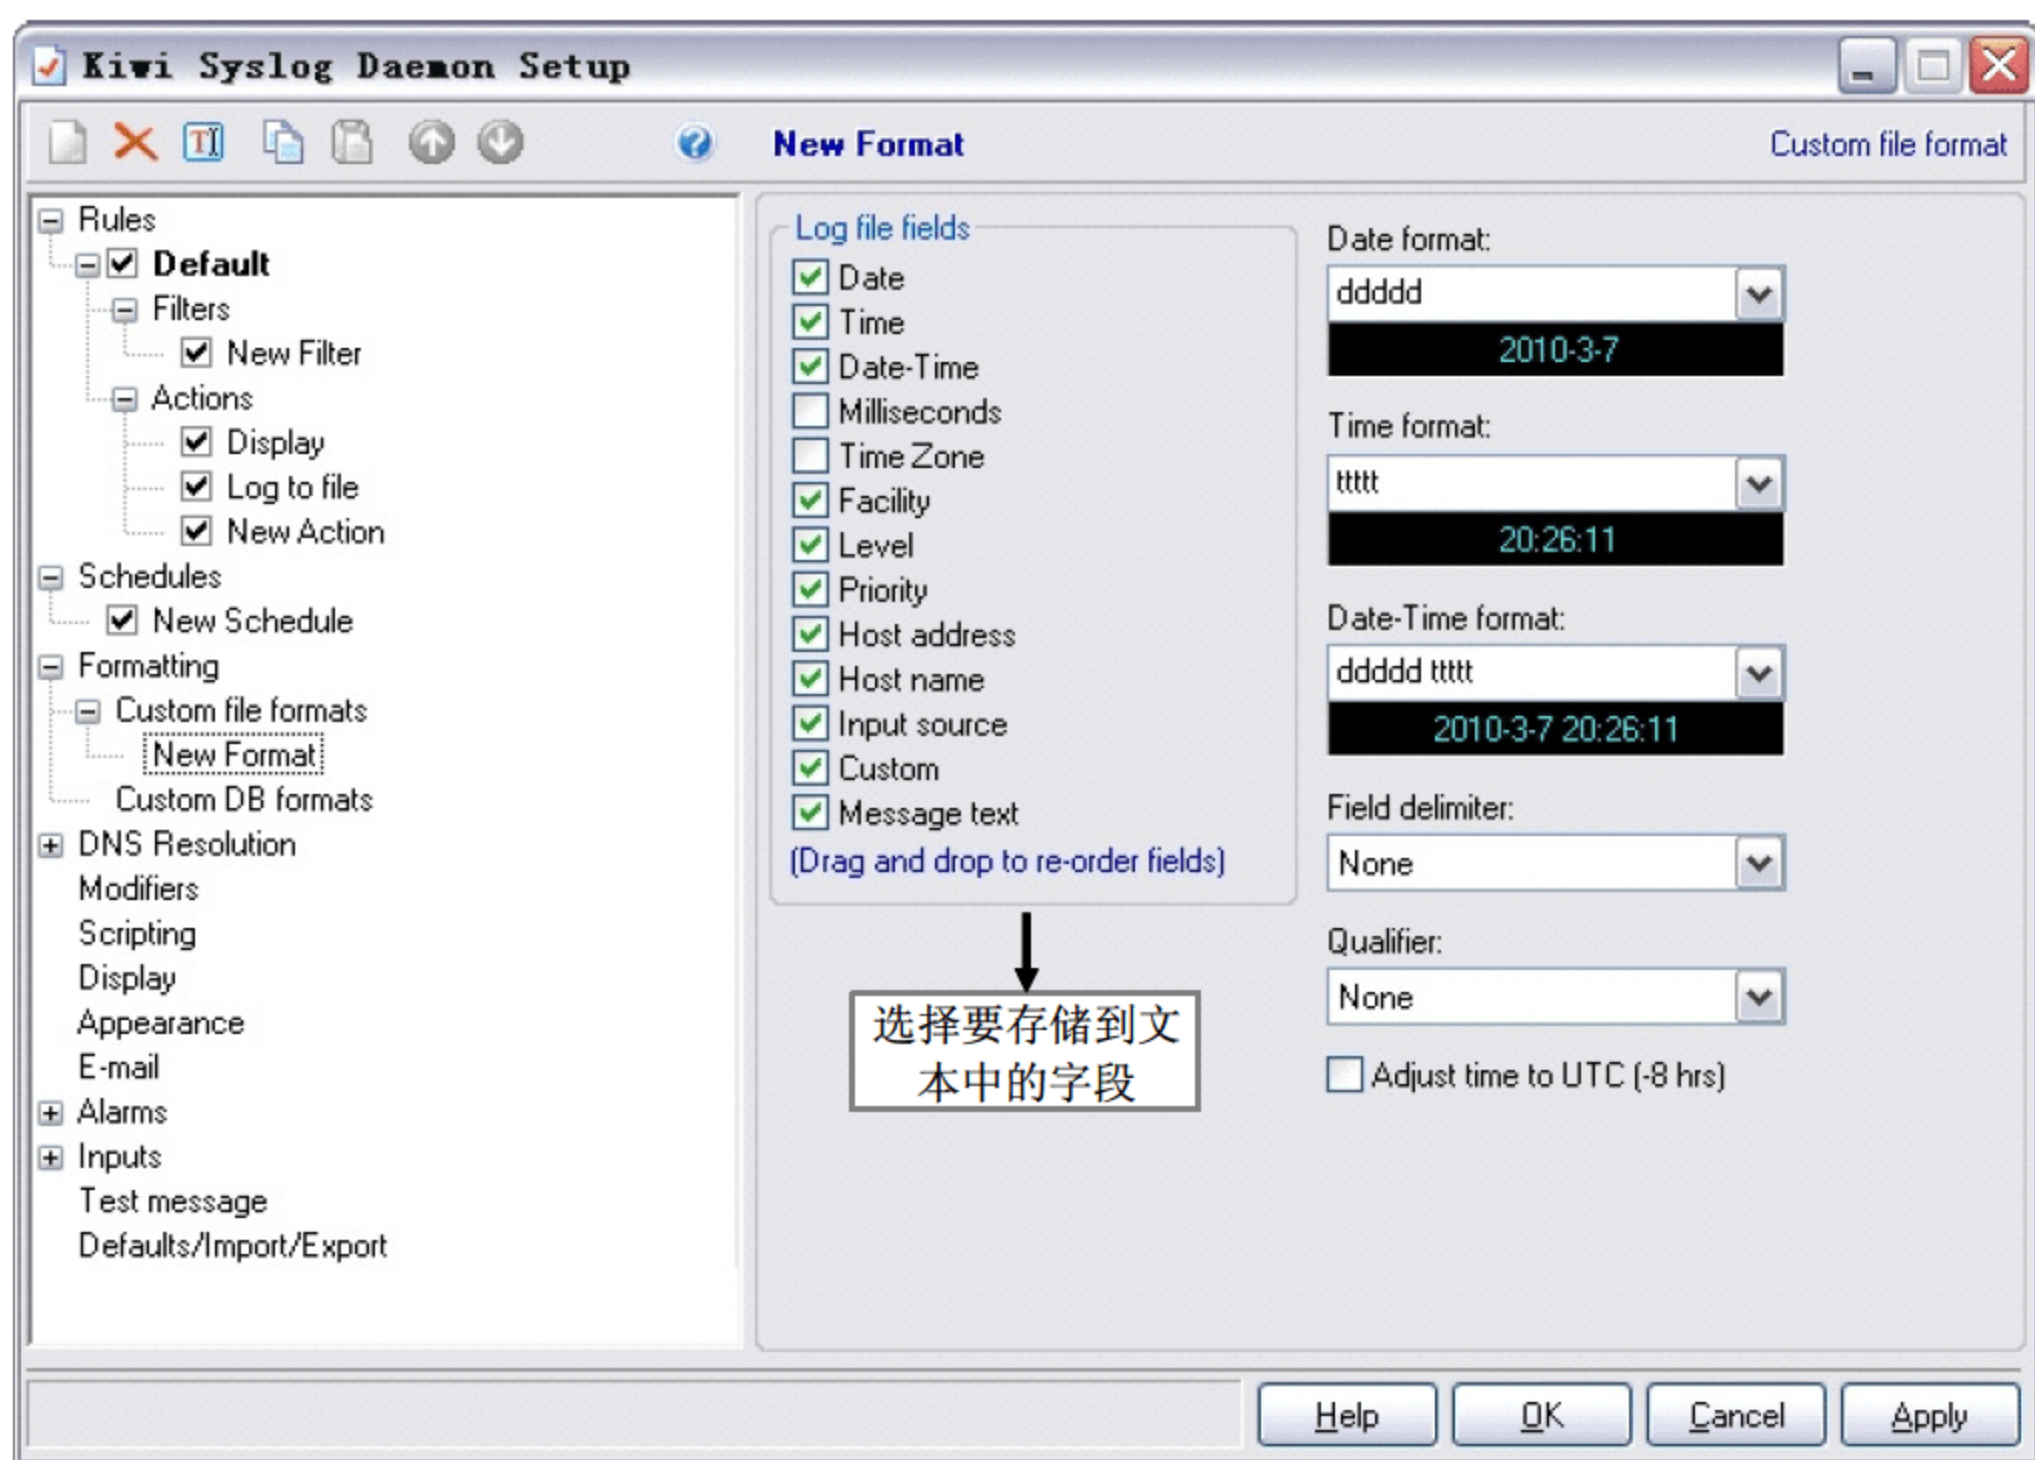 Kiwi Syslog Daemon Setup
New Format
Custom file format
Rules
Default
Filters
New Filter
Actions
Display
Log to file
New Action
Schedules
New Schedule
Formatting
Custom file formats
New Format
Custom DB formats
DNS Resolution
Modifiers
Scripting
Display
Appearance
E-mail
Alarms
Inputs
Test message
Defaults/Import/Export
Log file fields
Date
Time
Date-Time
Milliseconds
Time Zone
Facility
Level
Priority
Host address
Host name
Input source
Custom
Message text
(Drag and drop to re-order fields)
选择要存储到文
本中的字段
Date format:
ddddd
2010-3-7
Time format:
ttttt
20:26:11
Date-Time format:
ddddd ttttt
2010-3-7 20:26:11
Field delimiter:
None
Qualifier:
None
Adjust time to UTC (-8 hrs)
Help
OK
Cancel
Apply